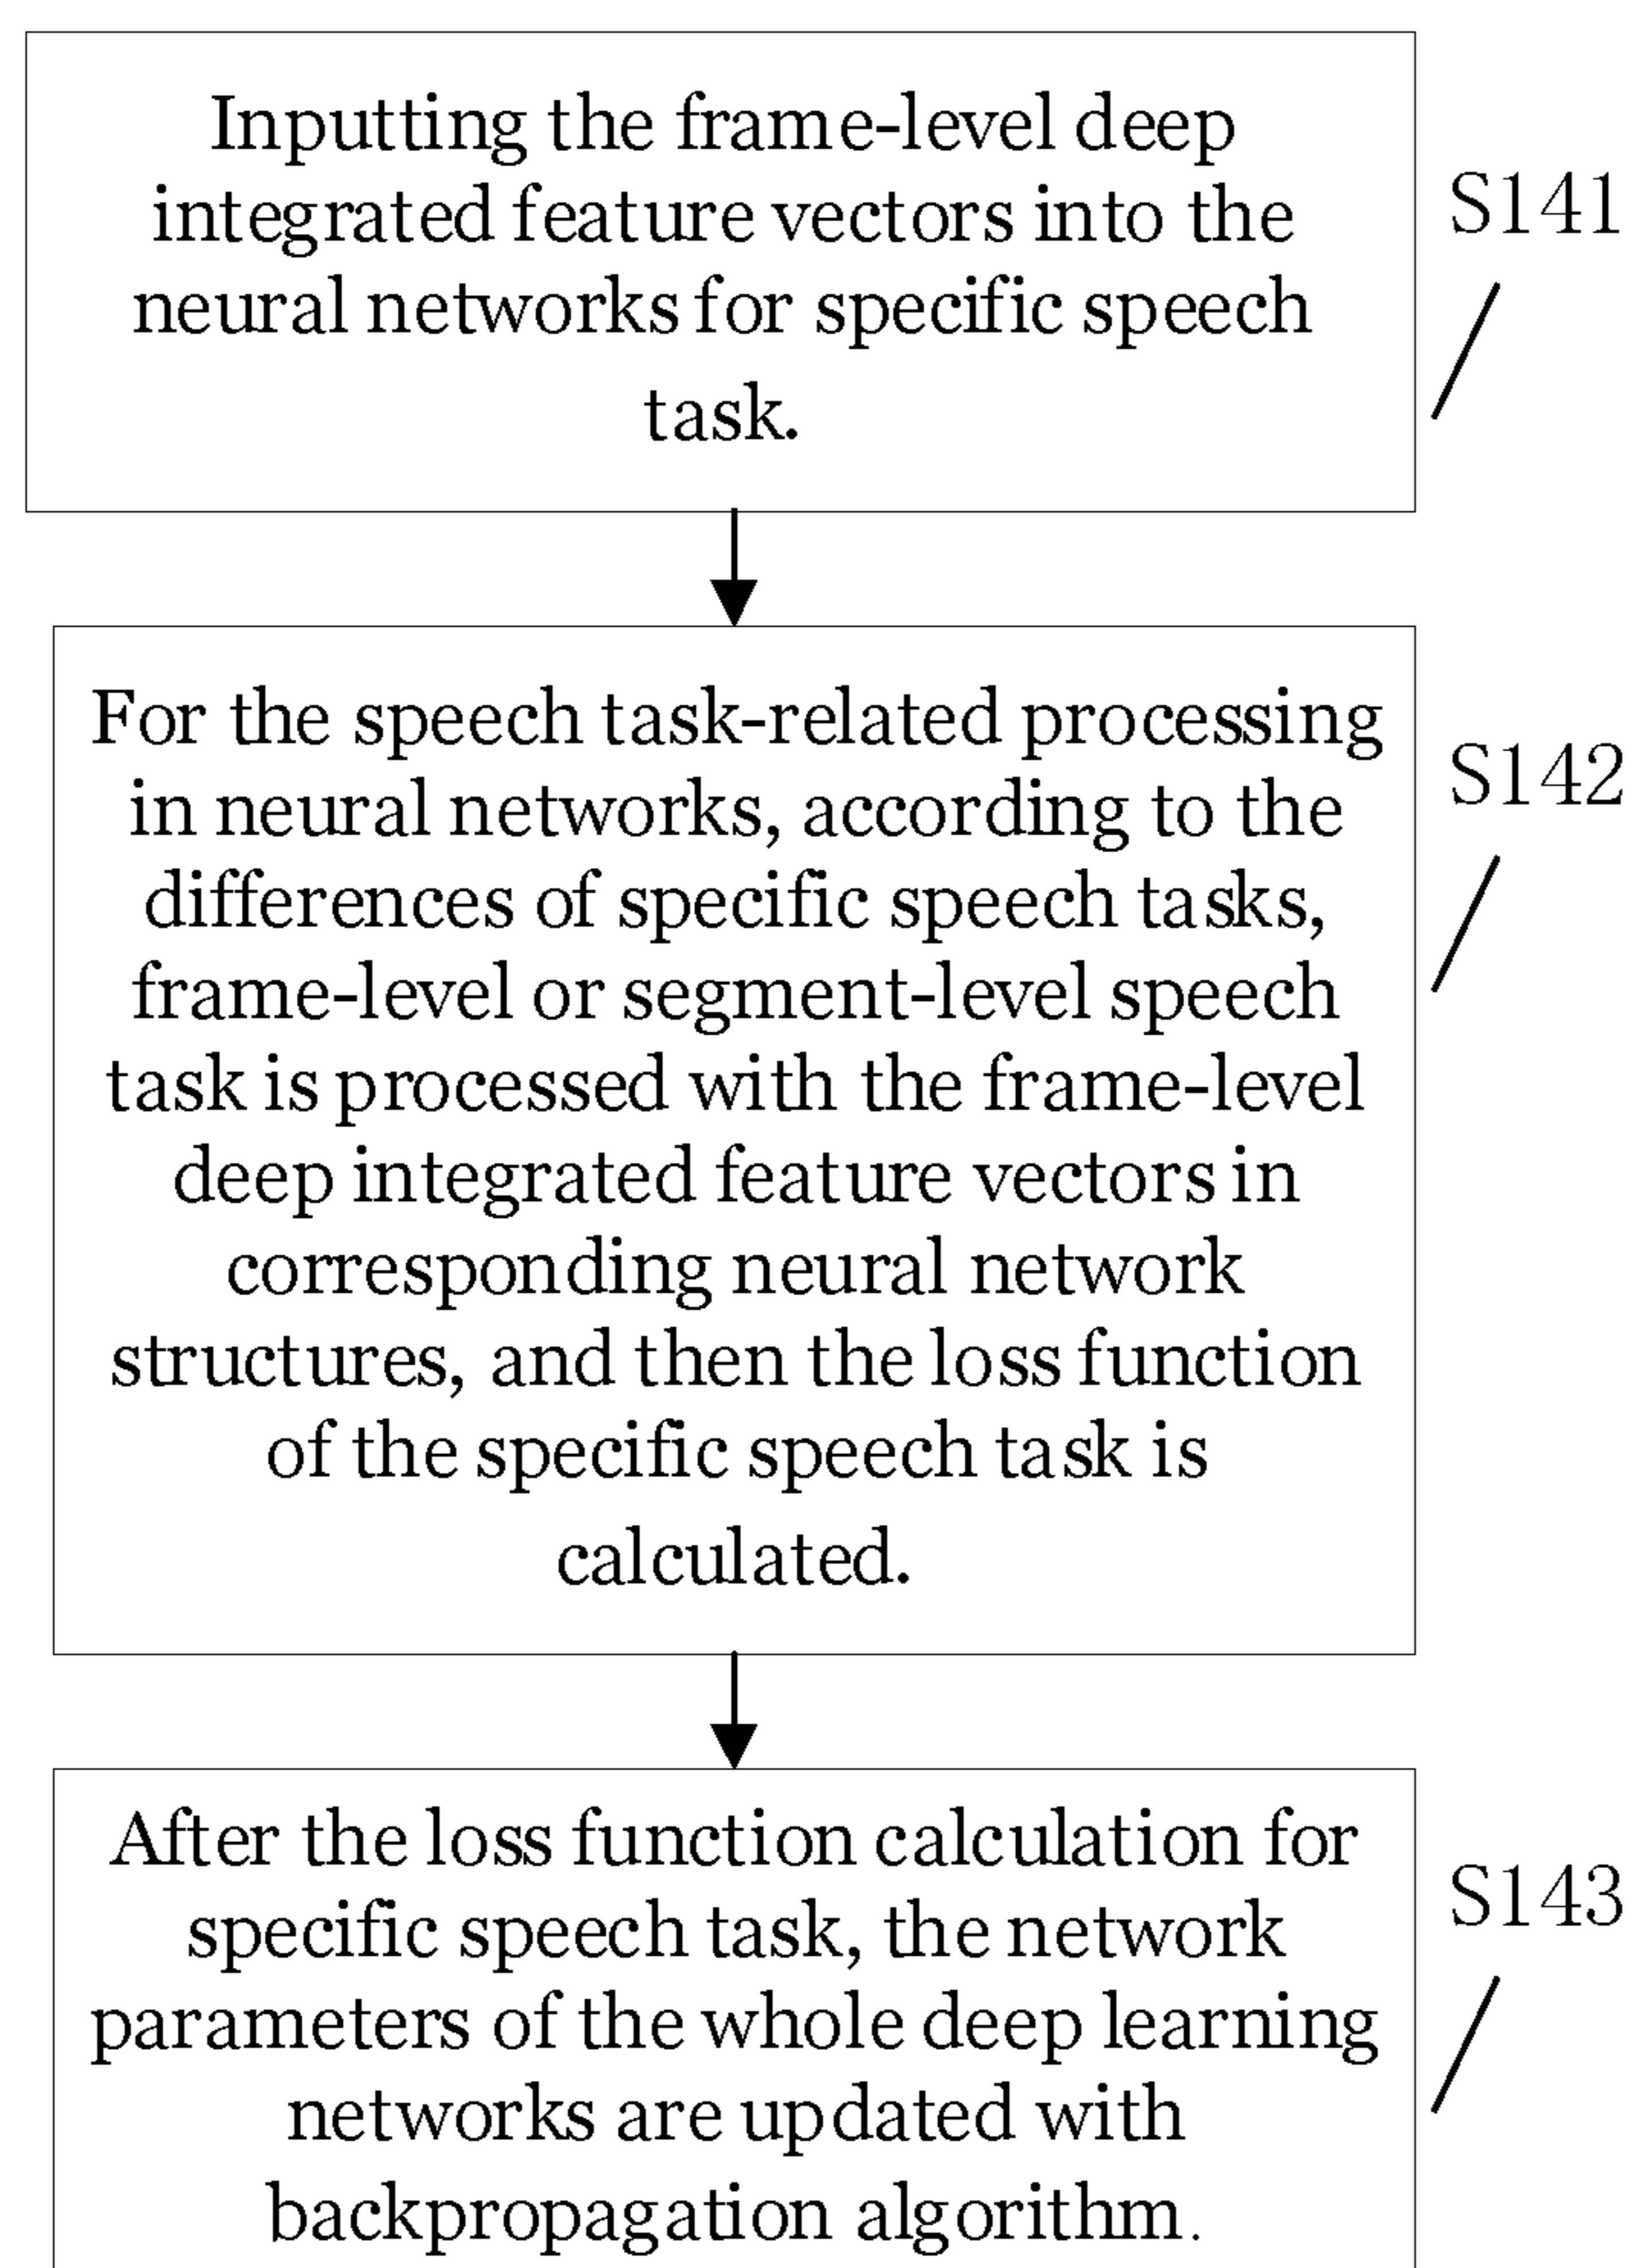 Inputting the frame-level deep
integrated feature vectors into the
neural networks for specific speech
task.
S141
For the speech task-related processing
in neural networks, according to the
differences of specific speech tasks,
frame-level or segment-level speech
task is processed with the frame-level
deep integrated feature vectors in
corresponding neural network
structures, and then the loss function
of the specific speech task is
calculated.
S142
After the loss function calculation for
specific speech task, the network
parameters of the whole deep learning
networks are updated with
backpropagation algorithm.
S143